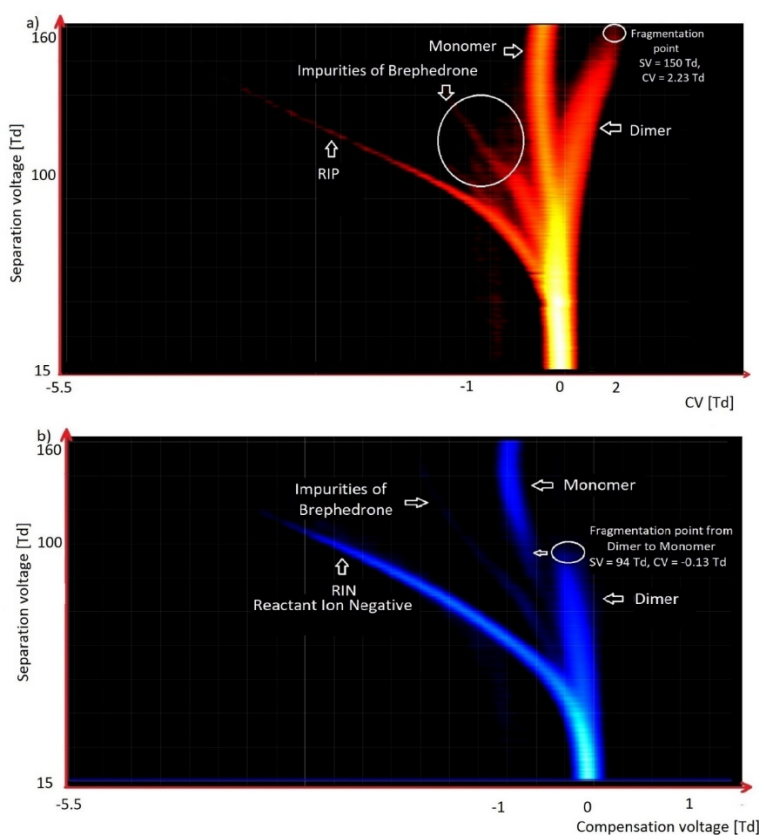 a)
160
Separation voltage [Td]
100
15
Monomer
Impurities of Brephedrone
RIP
Fragmentation
point
SV = 150 Td,
CV = 2.23 Td
Dimer
-5.5
-1
0
2
CV [Td]
b)
160
Separation voltage [Td]
100
15
Impurities of
Brephedrone
Monomer
Fragmentation point from
Dimer to Monomer
SV = 94 Td, CV = -0.13 Td
RIN
Reactant Ion Negative
Dimer
-5.5
-1
0
1
Compensation voltage [Td]